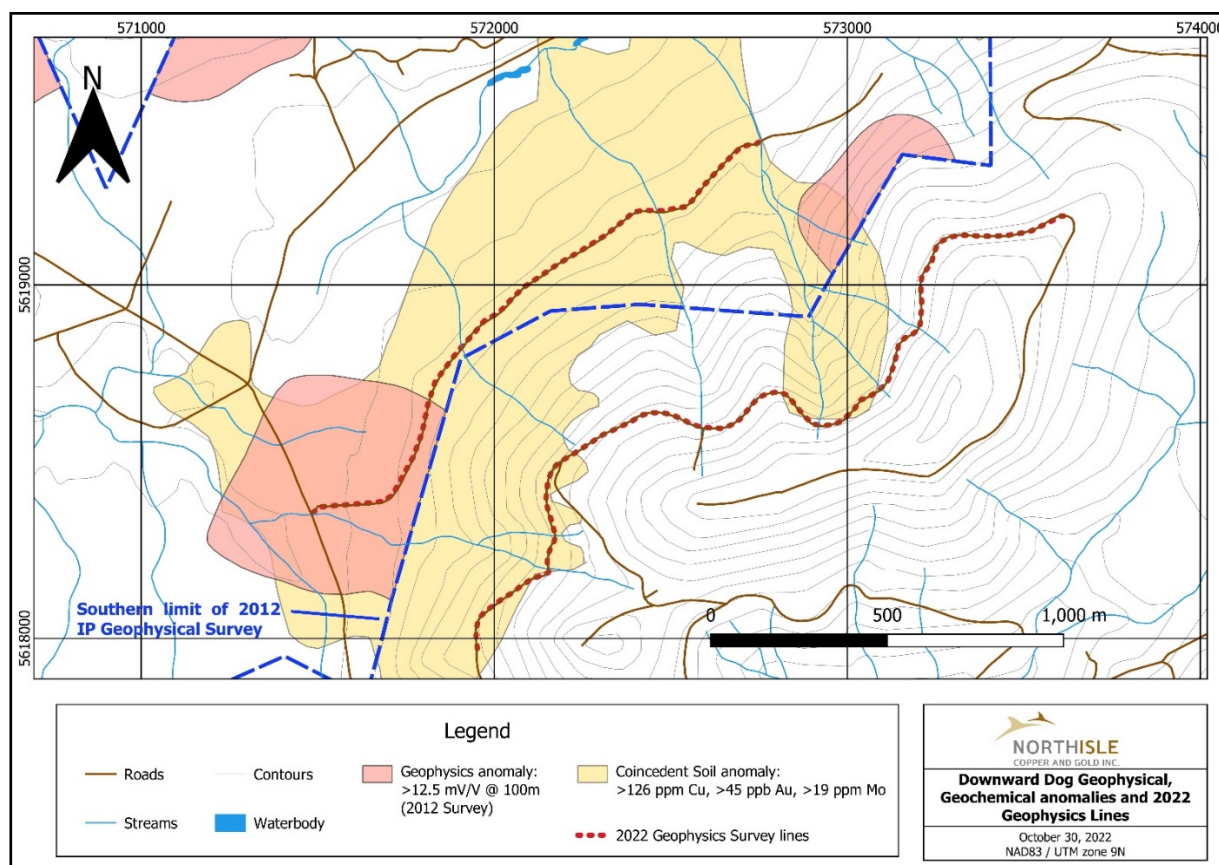 571000
572000
573000
574000
N
5619000
5618000
Southern limit of 2012
IP Geophysical Survey
0
500
1,000 m
Legend
Roads
Contours
Geophysics anomaly:
>12.5 mV/V @ 100m
(2012 Survey)
Coincedent Soil anomaly:
>126 ppm Cu, >45 ppb Au, >19 ppm Mo
Streams
Waterbody
2022 Geophysics Survey lines
NORTHISLE
COPPER AND GOLD INC.
Downward Dog Geophysical,
Geochemical anomalies and 2022
Geophysics Lines
October 30, 2022
NAD83 / UTM zone 9N